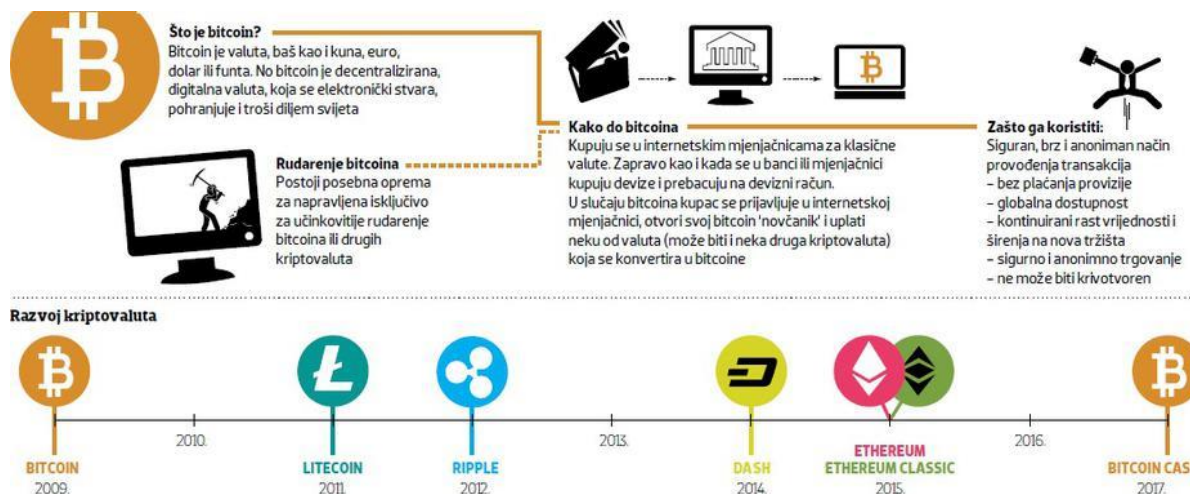 Što je bitcoin?
Bitcoin je valuta, baš kao i kuna, euro,
dolar ili funta. No bitcoin je decentralizirana,
digitalna valuta, koja se elektronički stvara,
pohranjuje i troši diljem svijeta
Rudarenje bitcoina
Postoji posebna oprema
za napravljena isključivo
za učinkovitije rudarenje
bitcoina ili drugih
kriptovaluta
Kako do bitcoina
Kupuju se u internetskim mjenjačnicama za klasične
valute. Zapravo kao i kada se u banci ili mjenjačnici
kupuju devize i prebacuju na devizni račun.
U slučaju bitcoina kupac se prijavljuje u internetskoj
mjenjačnici, otvori svoj bitcoin 'novčanik' i uplati
neku od valuta (može biti i neka druga kriptovaluta)
koja se konvertira u bitcoine
Zašto ga koristiti:
Siguran, brz i anoniman način
provođenja transakcija
– bez plaćanja provizije
– globalna dostupnost
– kontinuirani rast vrijednosti i
širenja na nova tržišta
– sigurno i anonimno trgovanje
– ne može biti krivotvoren
Razvoj kriptovaluta
2010.
2013.
2016.
BITCOIN
2009.
LITECOIN
2011.
RIPPLE
2012.
DASH
2014.
ETHEREUM
ETHEREUM CLASSIC
2015.
BITCOIN CAS
2017.